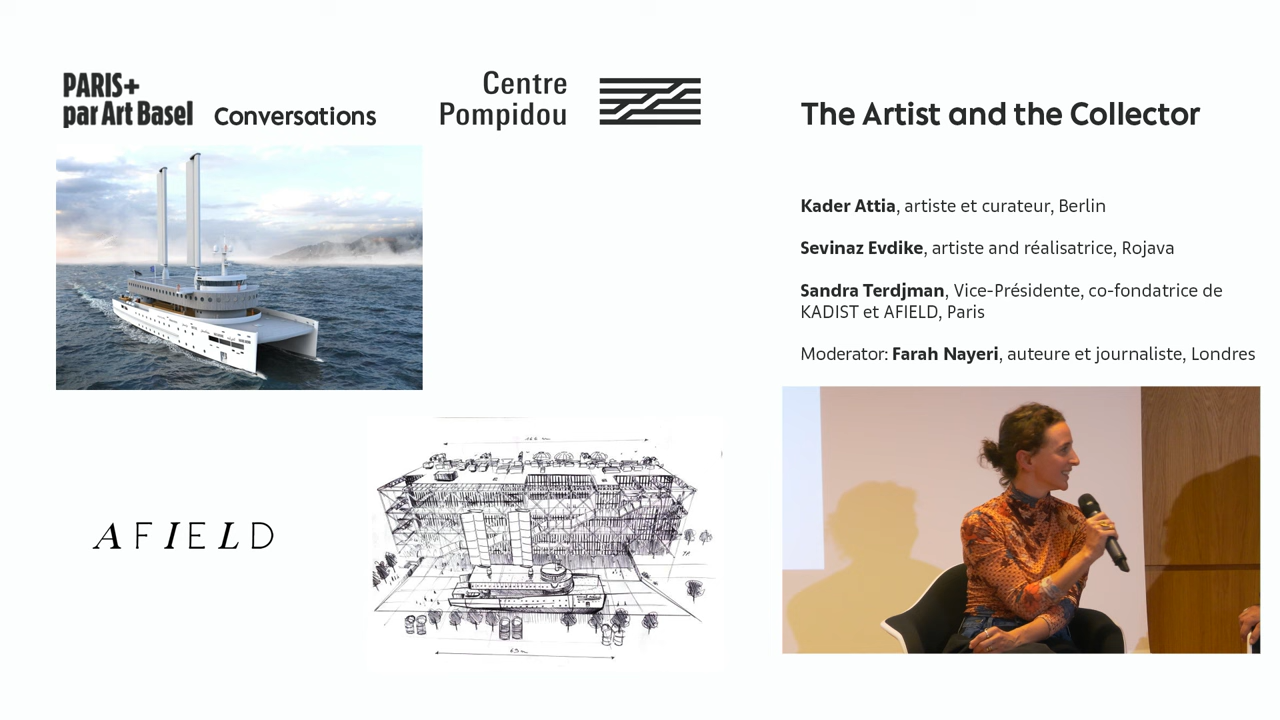 PARIS+
par Art Basel
Conversations
Centre
Pompidou
The Artist and the Collector
Kader Attia, artiste et curateur, Berlin
Sevinaz Evdike, artiste and réalisatrice, Rojava
Sandra Terdjman, Vice-Présidente, co-fondatrice de
KADIST et AFIELD, Paris
Moderator: Farah Nayeri, auteure et journaliste, Londres
AFIELD